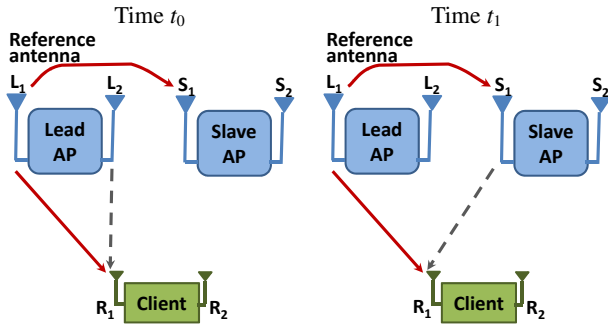 Time t0
Reference antenna
L1
L2
S1
S2
Lead AP
Slave AP
R1
Client
R2
Time t1
Reference antenna
L1
L2
S1
S2
Lead AP
Slave AP
R1
Client
R2